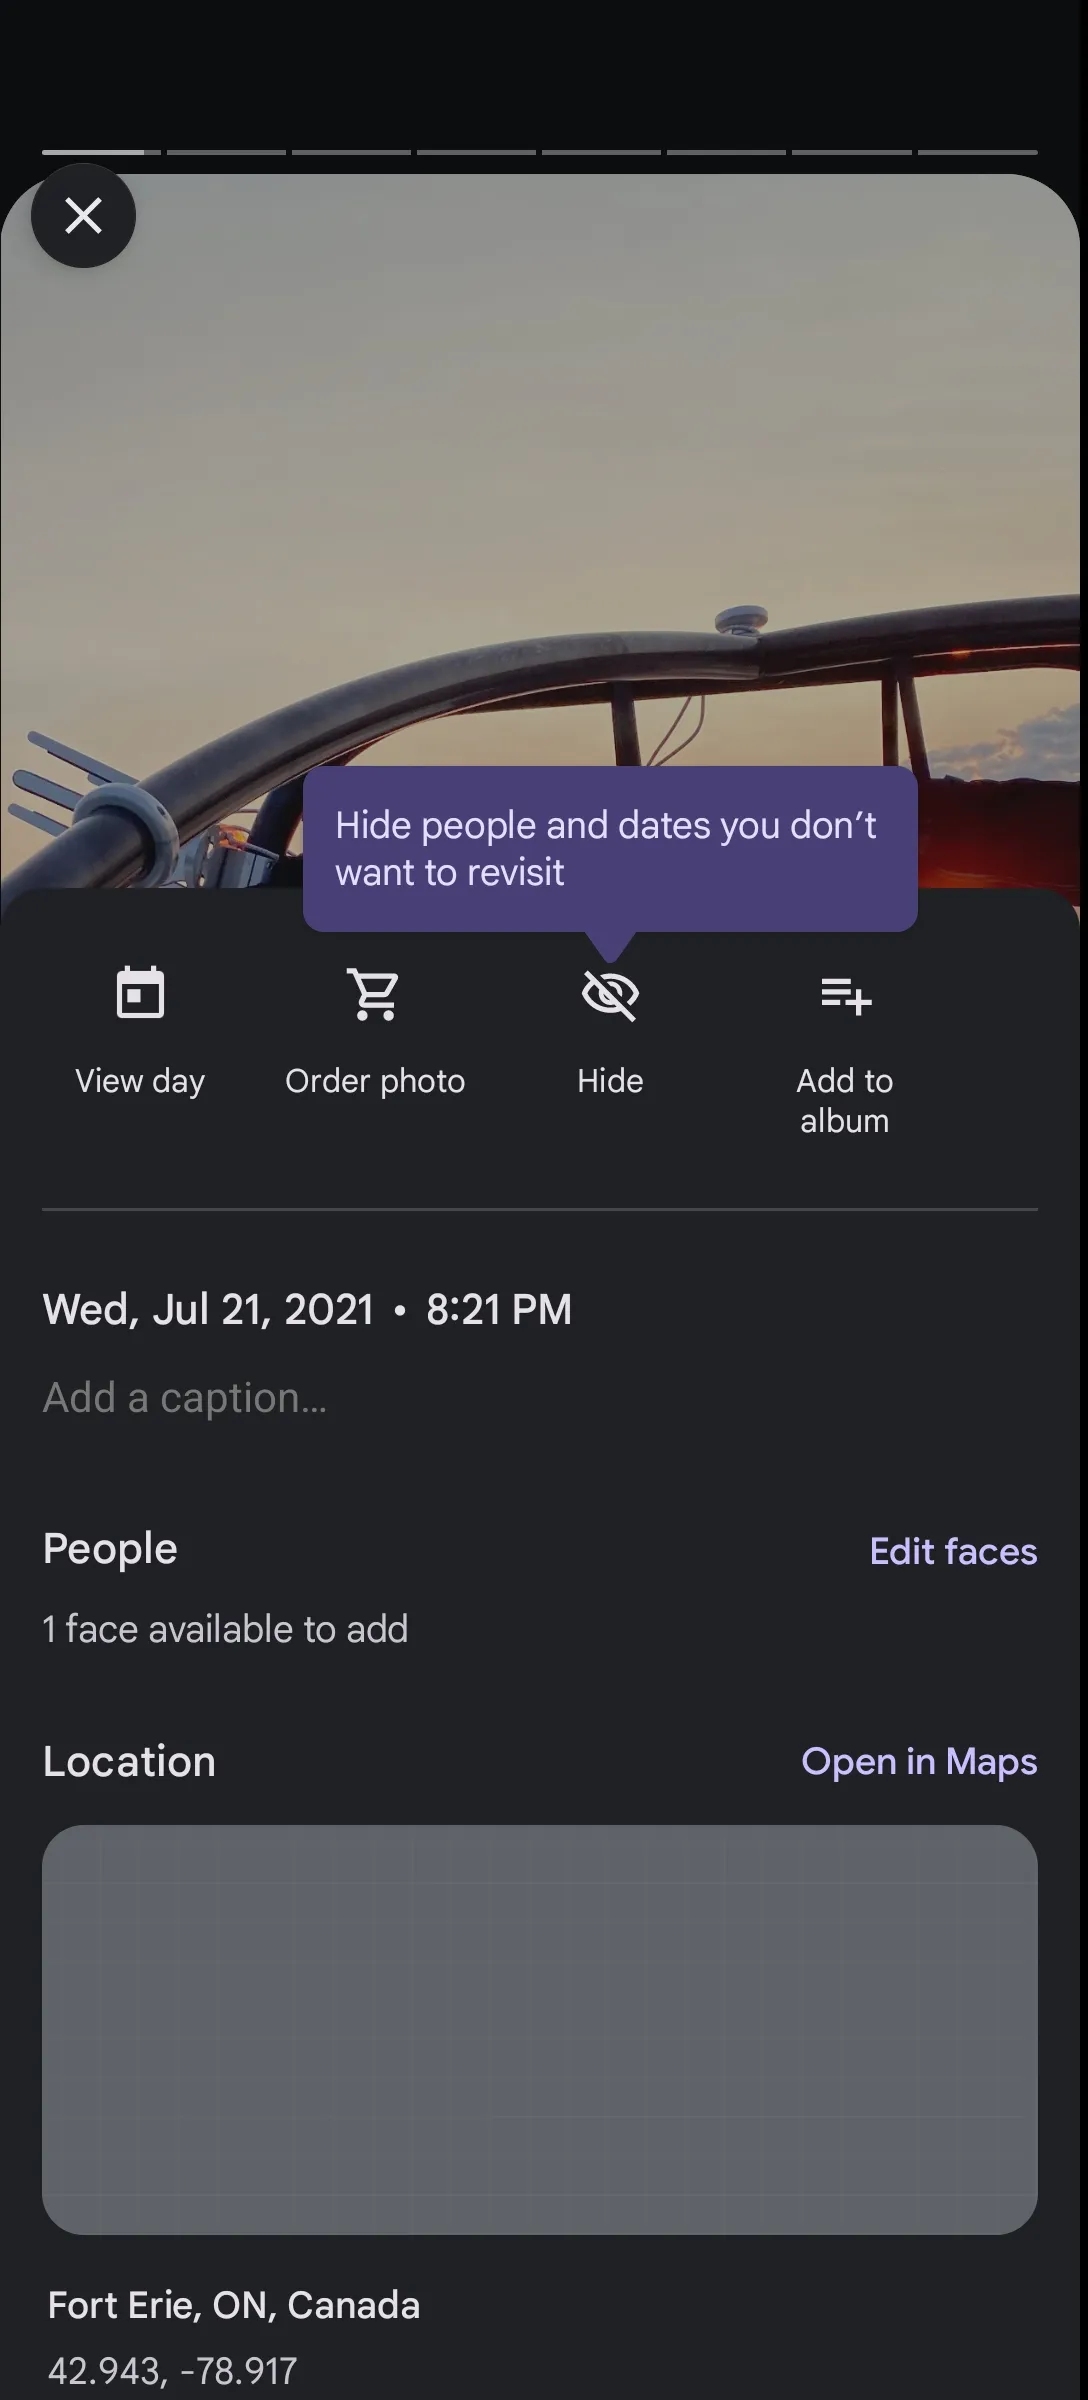 Hide people and dates you don’t
want to revisit
View day
Order photo
Hide
Add to
album
Wed, Jul 21, 2021 • 8:21 PM
Add a caption…
People
Edit faces
1 face available to add
Location
Open in Maps
Fort Erie, ON, Canada
42.943, -78.917